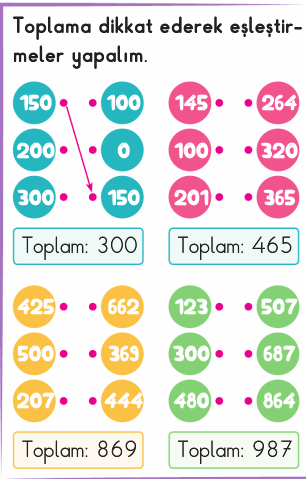 Toplama dikkat ederek eşleştir-
meler yapalım.
150 100
200 0
300 150
Toplam: 300
145 264
100 320
201 365
Toplam: 465
425 662
500 369
207 444
Toplam: 869
123 507
300 687
480 864
Toplam: 987